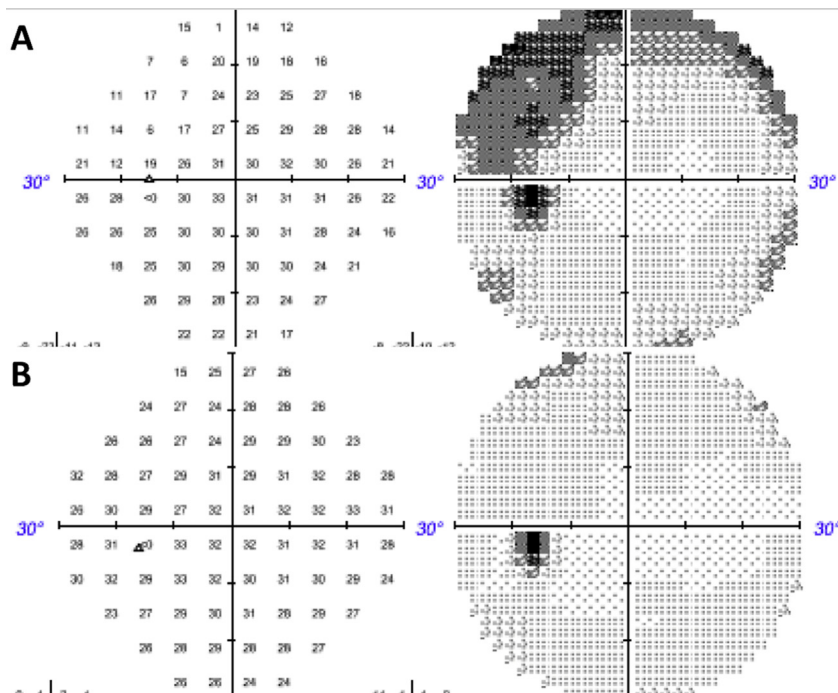 A
15 1 14 12
7 6 20 19 18 16
11 17 7 24 23 25 27 18
11 14 6 17 27 25 29 28 28 14
21 12 19 26 31 30 32 30 26 21
30° 30° 30°
26 28 <0 30 33 31 31 31 26 22
26 26 25 30 30 30 31 28 24 16
18 25 30 29 30 30 24 21
26 29 28 23 24 27
22 22 21 17
B
15 25 27 26
24 27 24 28 28 26
26 26 27 24 29 29 30 23
32 28 27 29 31 29 31 32 28 28
26 30 29 27 32 31 32 32 33 31
30° 30° 30°
28 31 <0 33 32 32 31 32 31 28
30 32 29 33 32 30 31 30 29 24
23 27 29 30 31 28 29 27
26 28 29 28 28 27
26 26 24 24